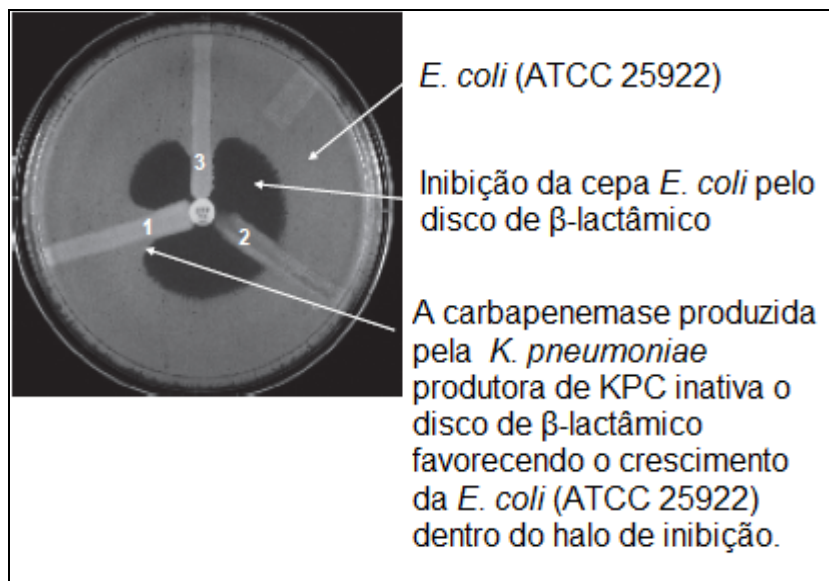 E. coli (ATCC 25922)
Inibição da cepa E. coli pelo
disco de β-lactâmico
A carbapenemase produzida
pela K. pneumoniae
produtora de KPC inativa o
disco de β-lactâmico
favorecendo o crescimento
da E. coli (ATCC 25922)
dentro do halo de inibição.
3
1
2